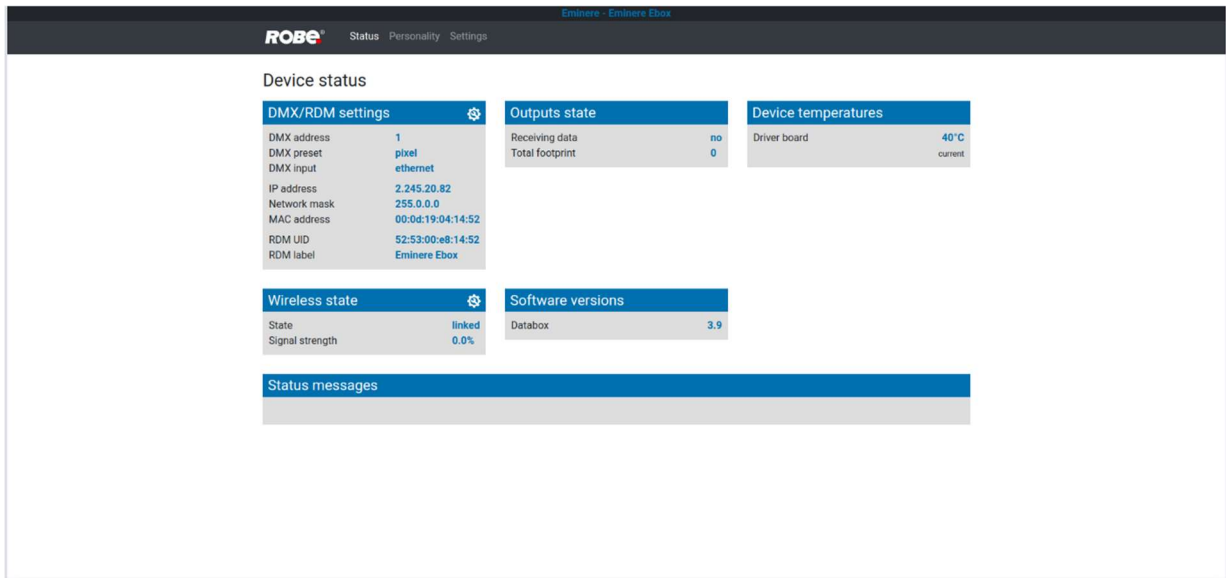 Eminere - Eminere Ebox
ROBE® Status Personality Settings
Device status
DMX/RDM settings
DMX address 1
DMX preset pixel
DMX input ethernet
IP address 2.245.20.82
Network mask 255.0.0.0
MAC address 00:0d:19:04:14:52
RDM UID 52:53:00:e8:14:52
RDM label Eminere Ebox
Outputs state
Receiving data no
Total footprint 0
Device temperatures
Driver board 40°C
current
Wireless state
State linked
Signal strength 0.0%
Software versions
Databox 3.9
Status messages